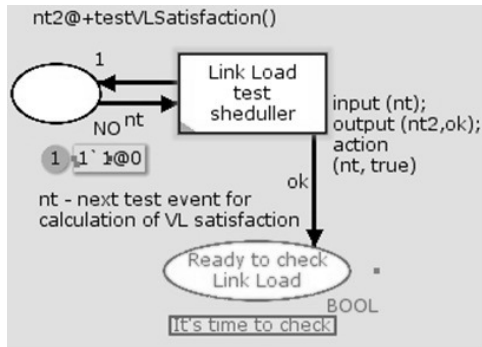 nt2@+testVLSatisfaction()
1
Link Load
test
sheduller
input (nt);
output (nt2,ok);
action
(nt, true)
nt
NO
1 1`1@0
ok
nt - next test event for
calculation of VL satisfaction
Ready to check
Link Load
BOOL
It's time to check